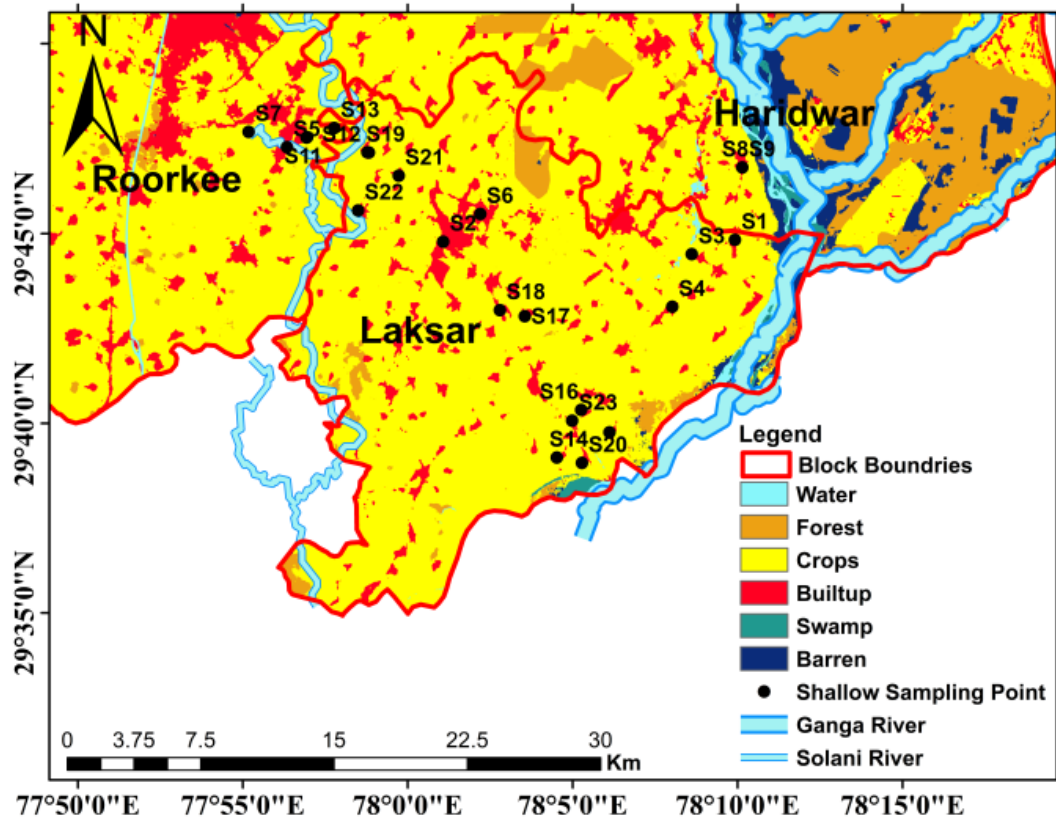 N
S13
S7
S5 S12 S19
S11
S21
Haridwar
S8S9
Roorkee
S22
S6
S2
S1
S3
S18
S4
S17
Laksar
S16
S23
S14
S20
29°45'0"N
29°40'0"N
29°35'0"N
Legend
Block Boundries
Water
Forest
Crops
Builtup
Swamp
Barren
Shallow Sampling Point
Ganga River
Solani River
0 3.75 7.5 15 22.5 30
Km
77°50'0"E 77°55'0"E 78°0'0"E 78°5'0"E 78°10'0"E 78°15'0"E